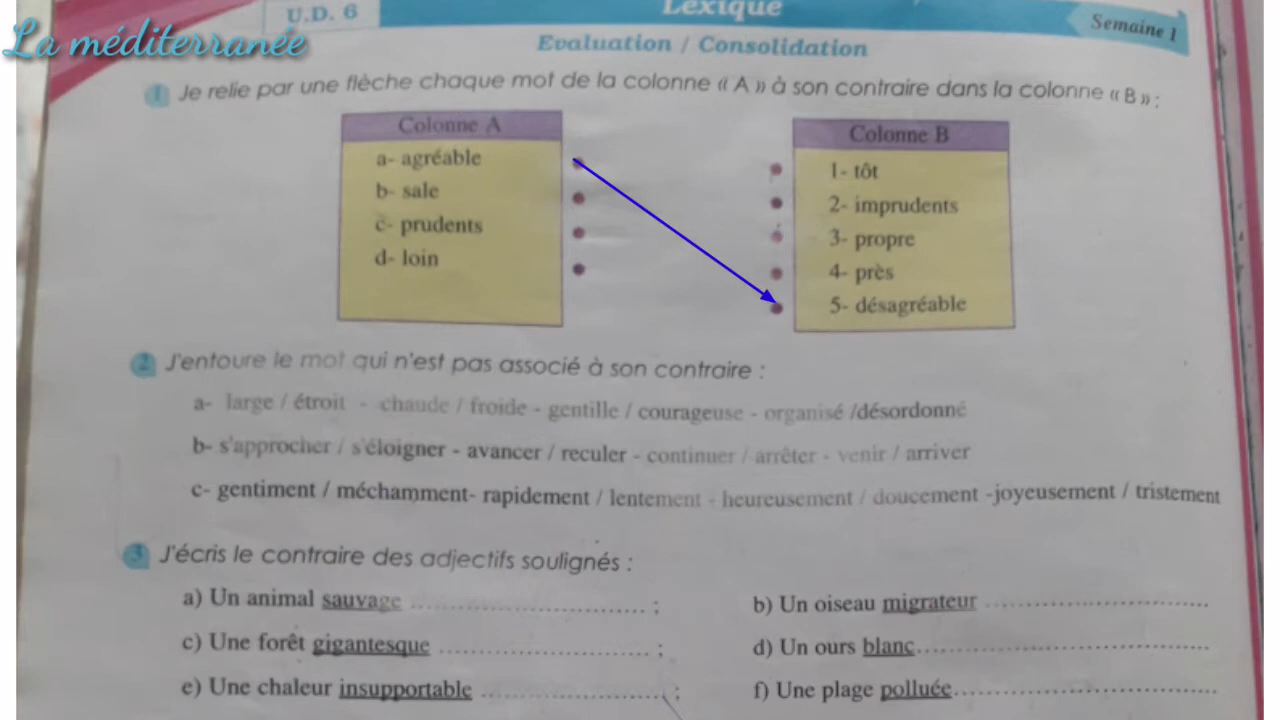 La méditerranée
U.D. 6
Lexique
Semaine 1
Evaluation / Consolidation
1 Je relie par une flèche chaque mot de la colonne « A » à son contraire dans la colonne « B » :
Colonne A
a- agréable
b- sale
c- prudents
d- loin
Colonne B
1- tôt
2- imprudents
3- propre
4- près
5- désagréable
2 J'entoure le mot qui n'est pas associé à son contraire :
a- large / étroit - chaude / froide - gentille / courageuse - organisé /désordonné
b- s'approcher / s'éloigner - avancer / reculer - continuer / arrêter - venir / arriver
c- gentiment / méchamment- rapidement / lentement - heureusement / doucement -joyeusement / tristement
3 J'écris le contraire des adjectifs soulignés :
a) Un animal sauvage .............................. ;
b) Un oiseau migrateur ..............................
c) Une forêt gigantesque .............................. ;
d) Un ours blanc..............................
e) Une chaleur insupportable .............................. ;
f) Une plage polluée..............................